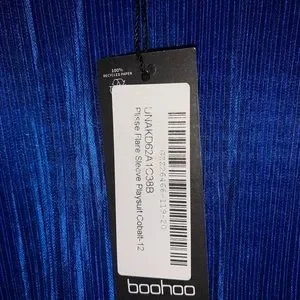 100%
RECYCLED PAPER
UNAKD62A1C38B
Plisse Flare Sleeve Playsuit Cobalt-12
boohoo